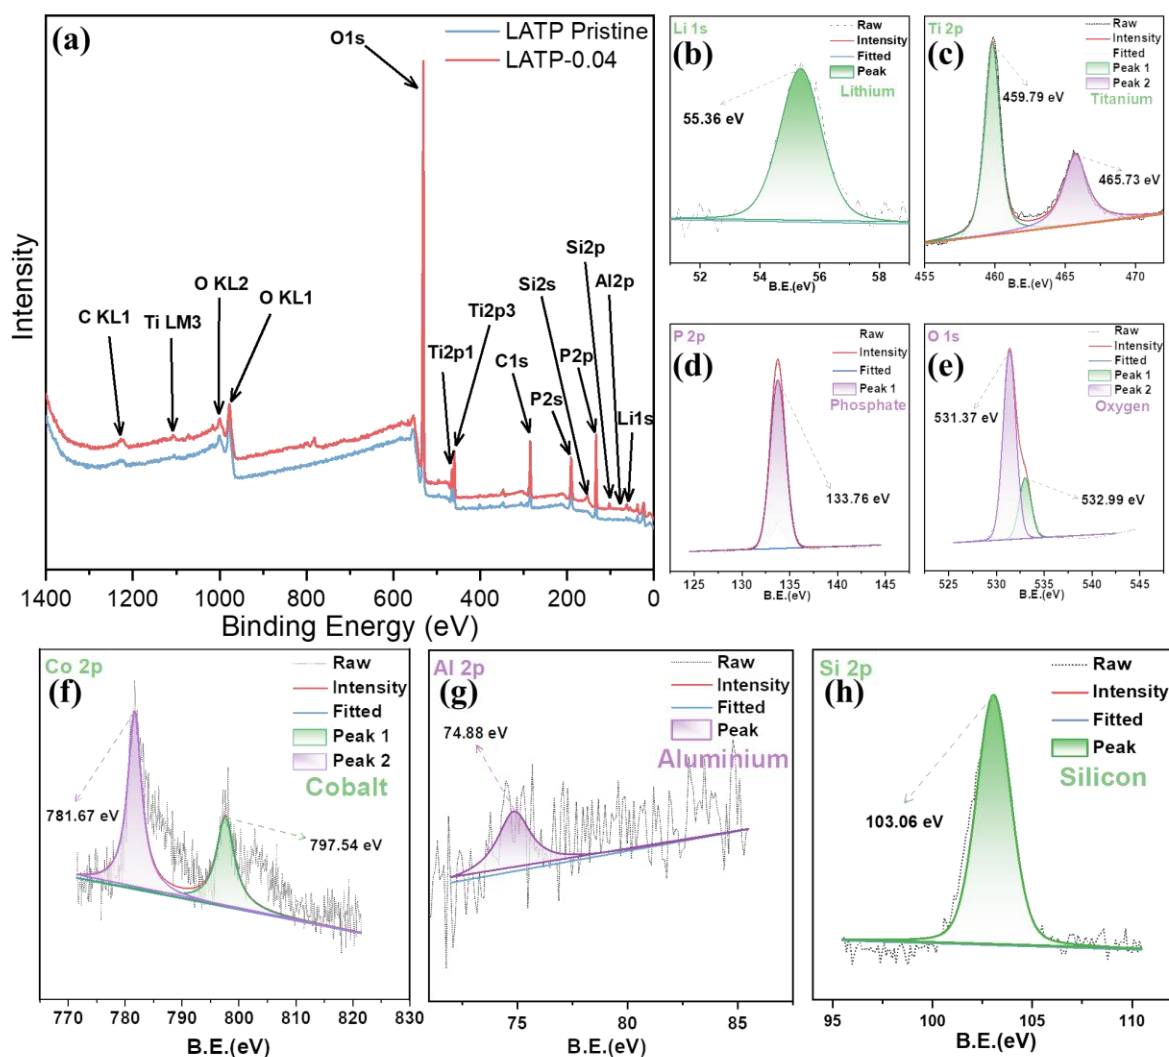 (a)
LATP Pristine
LATP-0.04
O1s
C KL1
Ti LM3
O KL2
O KL1
Ti2p1
Ti2p3
C1s
P2s
Si2s
P2p
Si2p
Al2p
Li1s
Intensity
1400
1200
1000
800
600
400
200
0
Binding Energy (eV)
Li 1s
(b)
Raw
Intensity
Fitted
Peak
Lithium
55.36 eV
52
54
56
58
B.E.(eV)
Ti 2p
(c)
Raw
Intensity
Fitted
Peak 1
Peak 2
Titanium
459.79 eV
465.73 eV
455
460
465
470
B.E.(eV)
P 2p
(d)
Raw
Intensity
Fitted
Peak 1
Phosphate
133.76 eV
125
130
135
140
145
B.E.(eV)
O 1s
(e)
Raw
Intensity
Fitted
Peak 1
Peak 2
Oxygen
531.37 eV
532.99 eV
525
530
535
540
545
B.E.(eV)
Co 2p
(f)
Raw
Intensity
Fitted
Peak 1
Peak 2
Cobalt
781.67 eV
797.54 eV
770
780
790
800
810
820
830
B.E.(eV)
Al 2p
(g)
Raw
Intensity
Fitted
Peak
Aluminium
74.88 eV
75
80
85
B.E.(eV)
Si 2p
(h)
Raw
Intensity
Fitted
Peak
Silicon
103.06 eV
95
100
105
110
B.E.(eV)